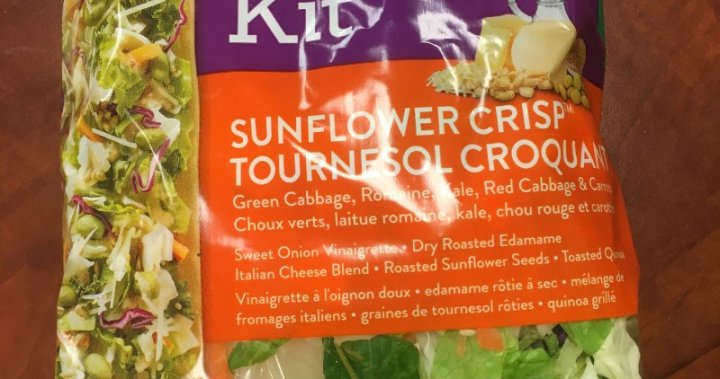 Kit
SUNFLOWER CRISP™
TOURNESOL CROQUANT
Green Cabbage, Romaine, Kale, Red Cabbage & Carrot
Choux verts, laitue romaine, kale, chou rouge et carotte
Sweet Onion Vinaigrette • Dry Roasted Edamame
Italian Cheese Blend • Roasted Sunflower Seeds • Toasted Quinoa
Vinaigrette à l'oignon doux • edamame rôtie à sec • mélange de
fromages italiens • graines de tournesol rôties • quinoa grillé